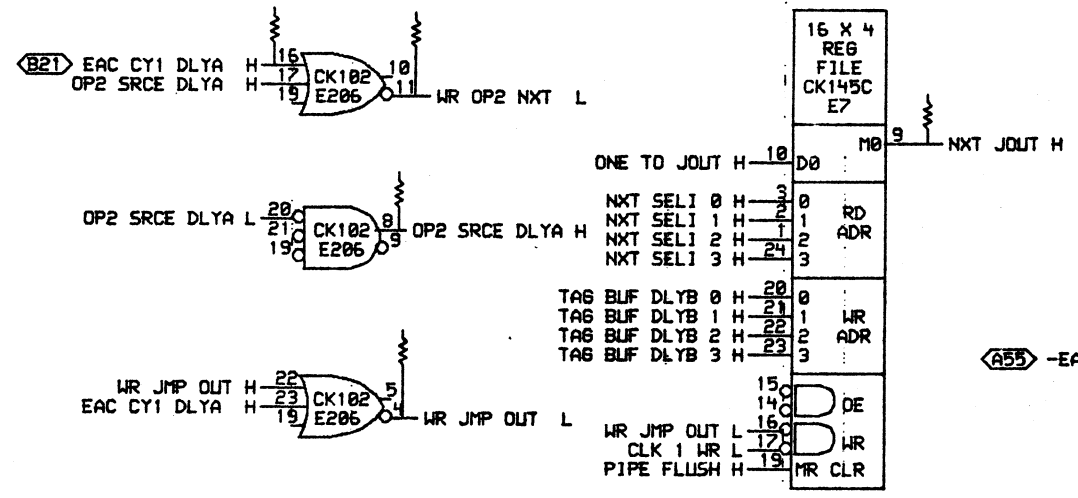 B21 EAC CY1 DLYA H 16
OP2 SRCE DLYA H 17
19
CK102
E206
10
11 WR OP2 NXT L
OP2 SRCE DLYA L 20
21
19
CK102
E206
8
9 OP2 SRCE DLYA H
WR JMP OUT H 22
EAC CY1 DLYA H 23
19
CK102
E206
5
4 WR JMP OUT L
16 X 4
REG
FILE
CK145C
E7
M0 9 NXT JOUT H
ONE TO JOUT H 10 D0
NXT SELI 0 H 3 0
NXT SELI 1 H 2 1
NXT SELI 2 H 1 2
NXT SELI 3 H 24 3
RD
ADR
TAG BUF DLYB 0 H 20 0
TAG BUF DLYB 1 H 21 1
TAG BUF DLYB 2 H 22 2
TAG BUF DLYB 3 H 23 3
WR
ADR
A55 -EA
15
14 OE
WR JMP OUT L 16
CLK 1 WR L 17 WR
PIPE FLUSH H 19 MR CLR